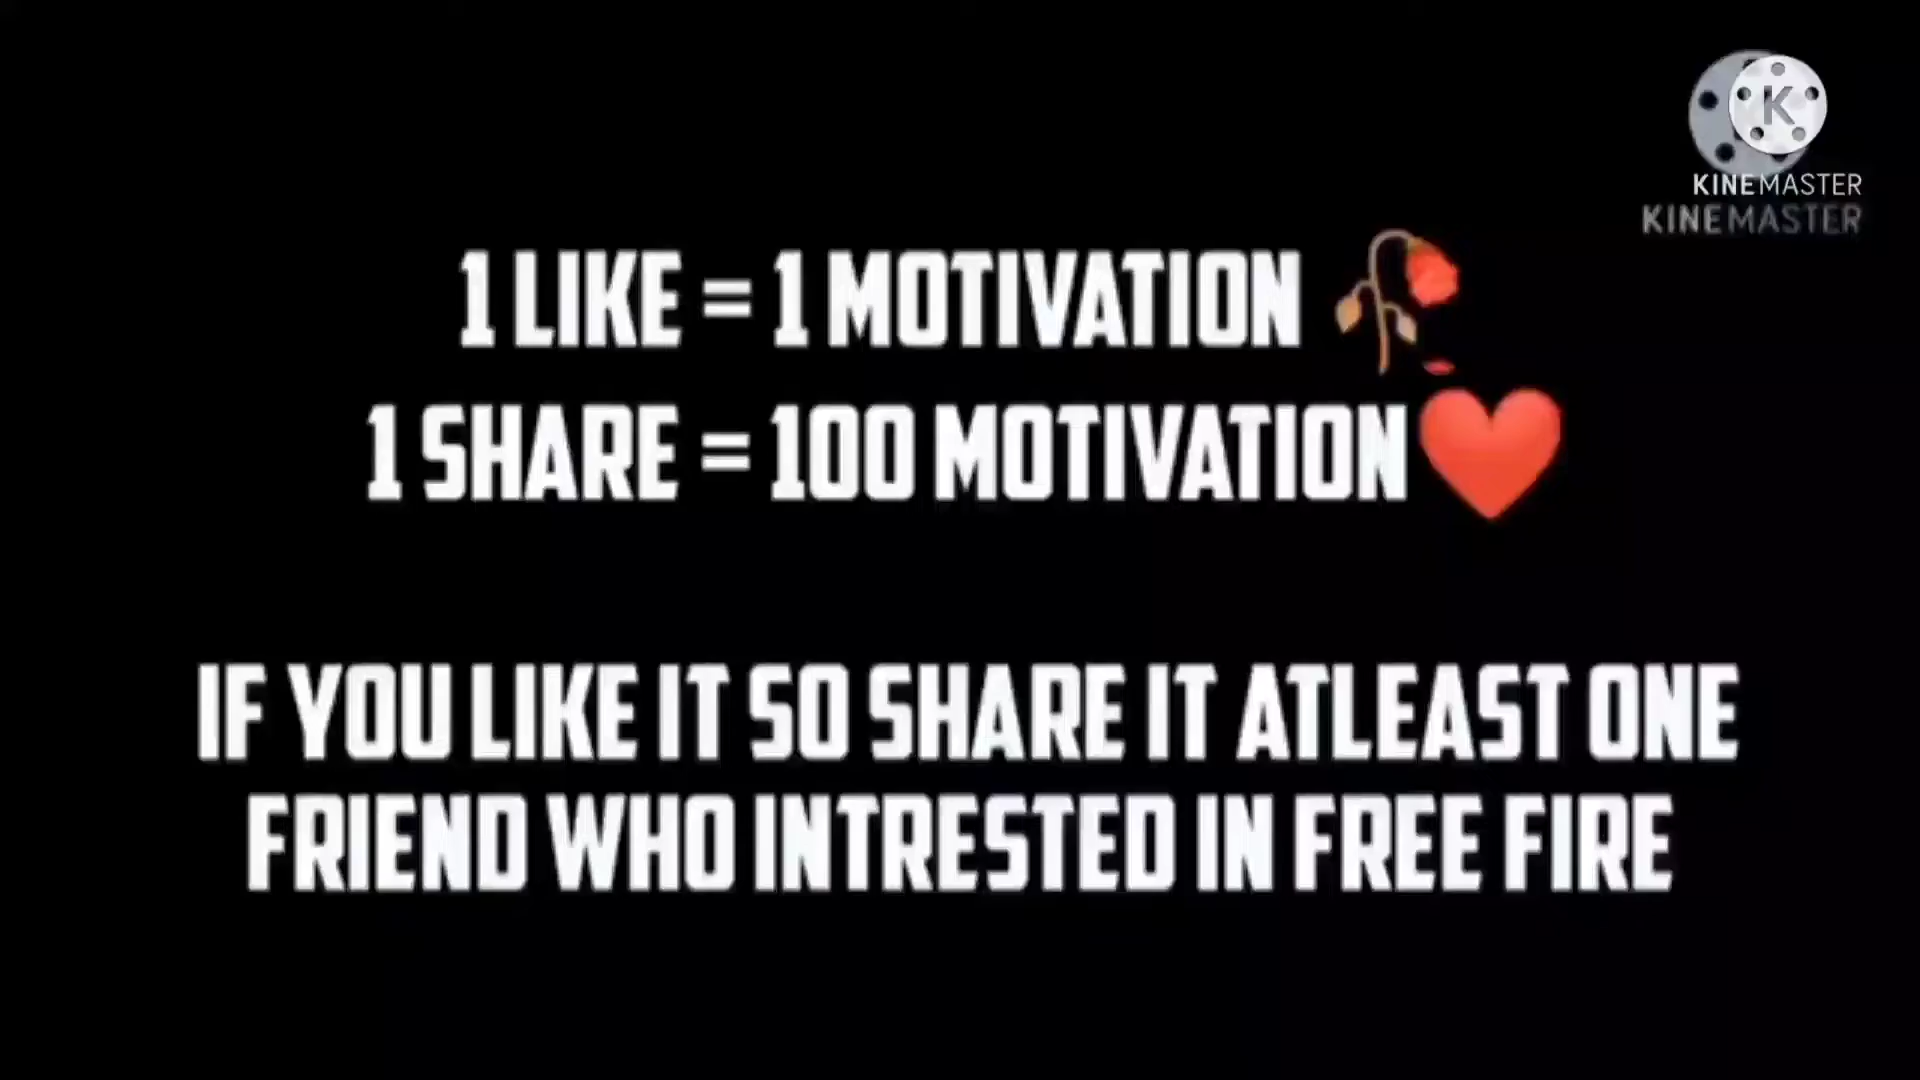 K
KINEMASTER
KINEMASTER
1 LIKE = 1 MOTIVATION 🥀
1 SHARE = 100 MOTIVATION❤️
IF YOU LIKE IT SO SHARE IT ATLEAST ONE
FRIEND WHO INTRESTED IN FREE FIRE